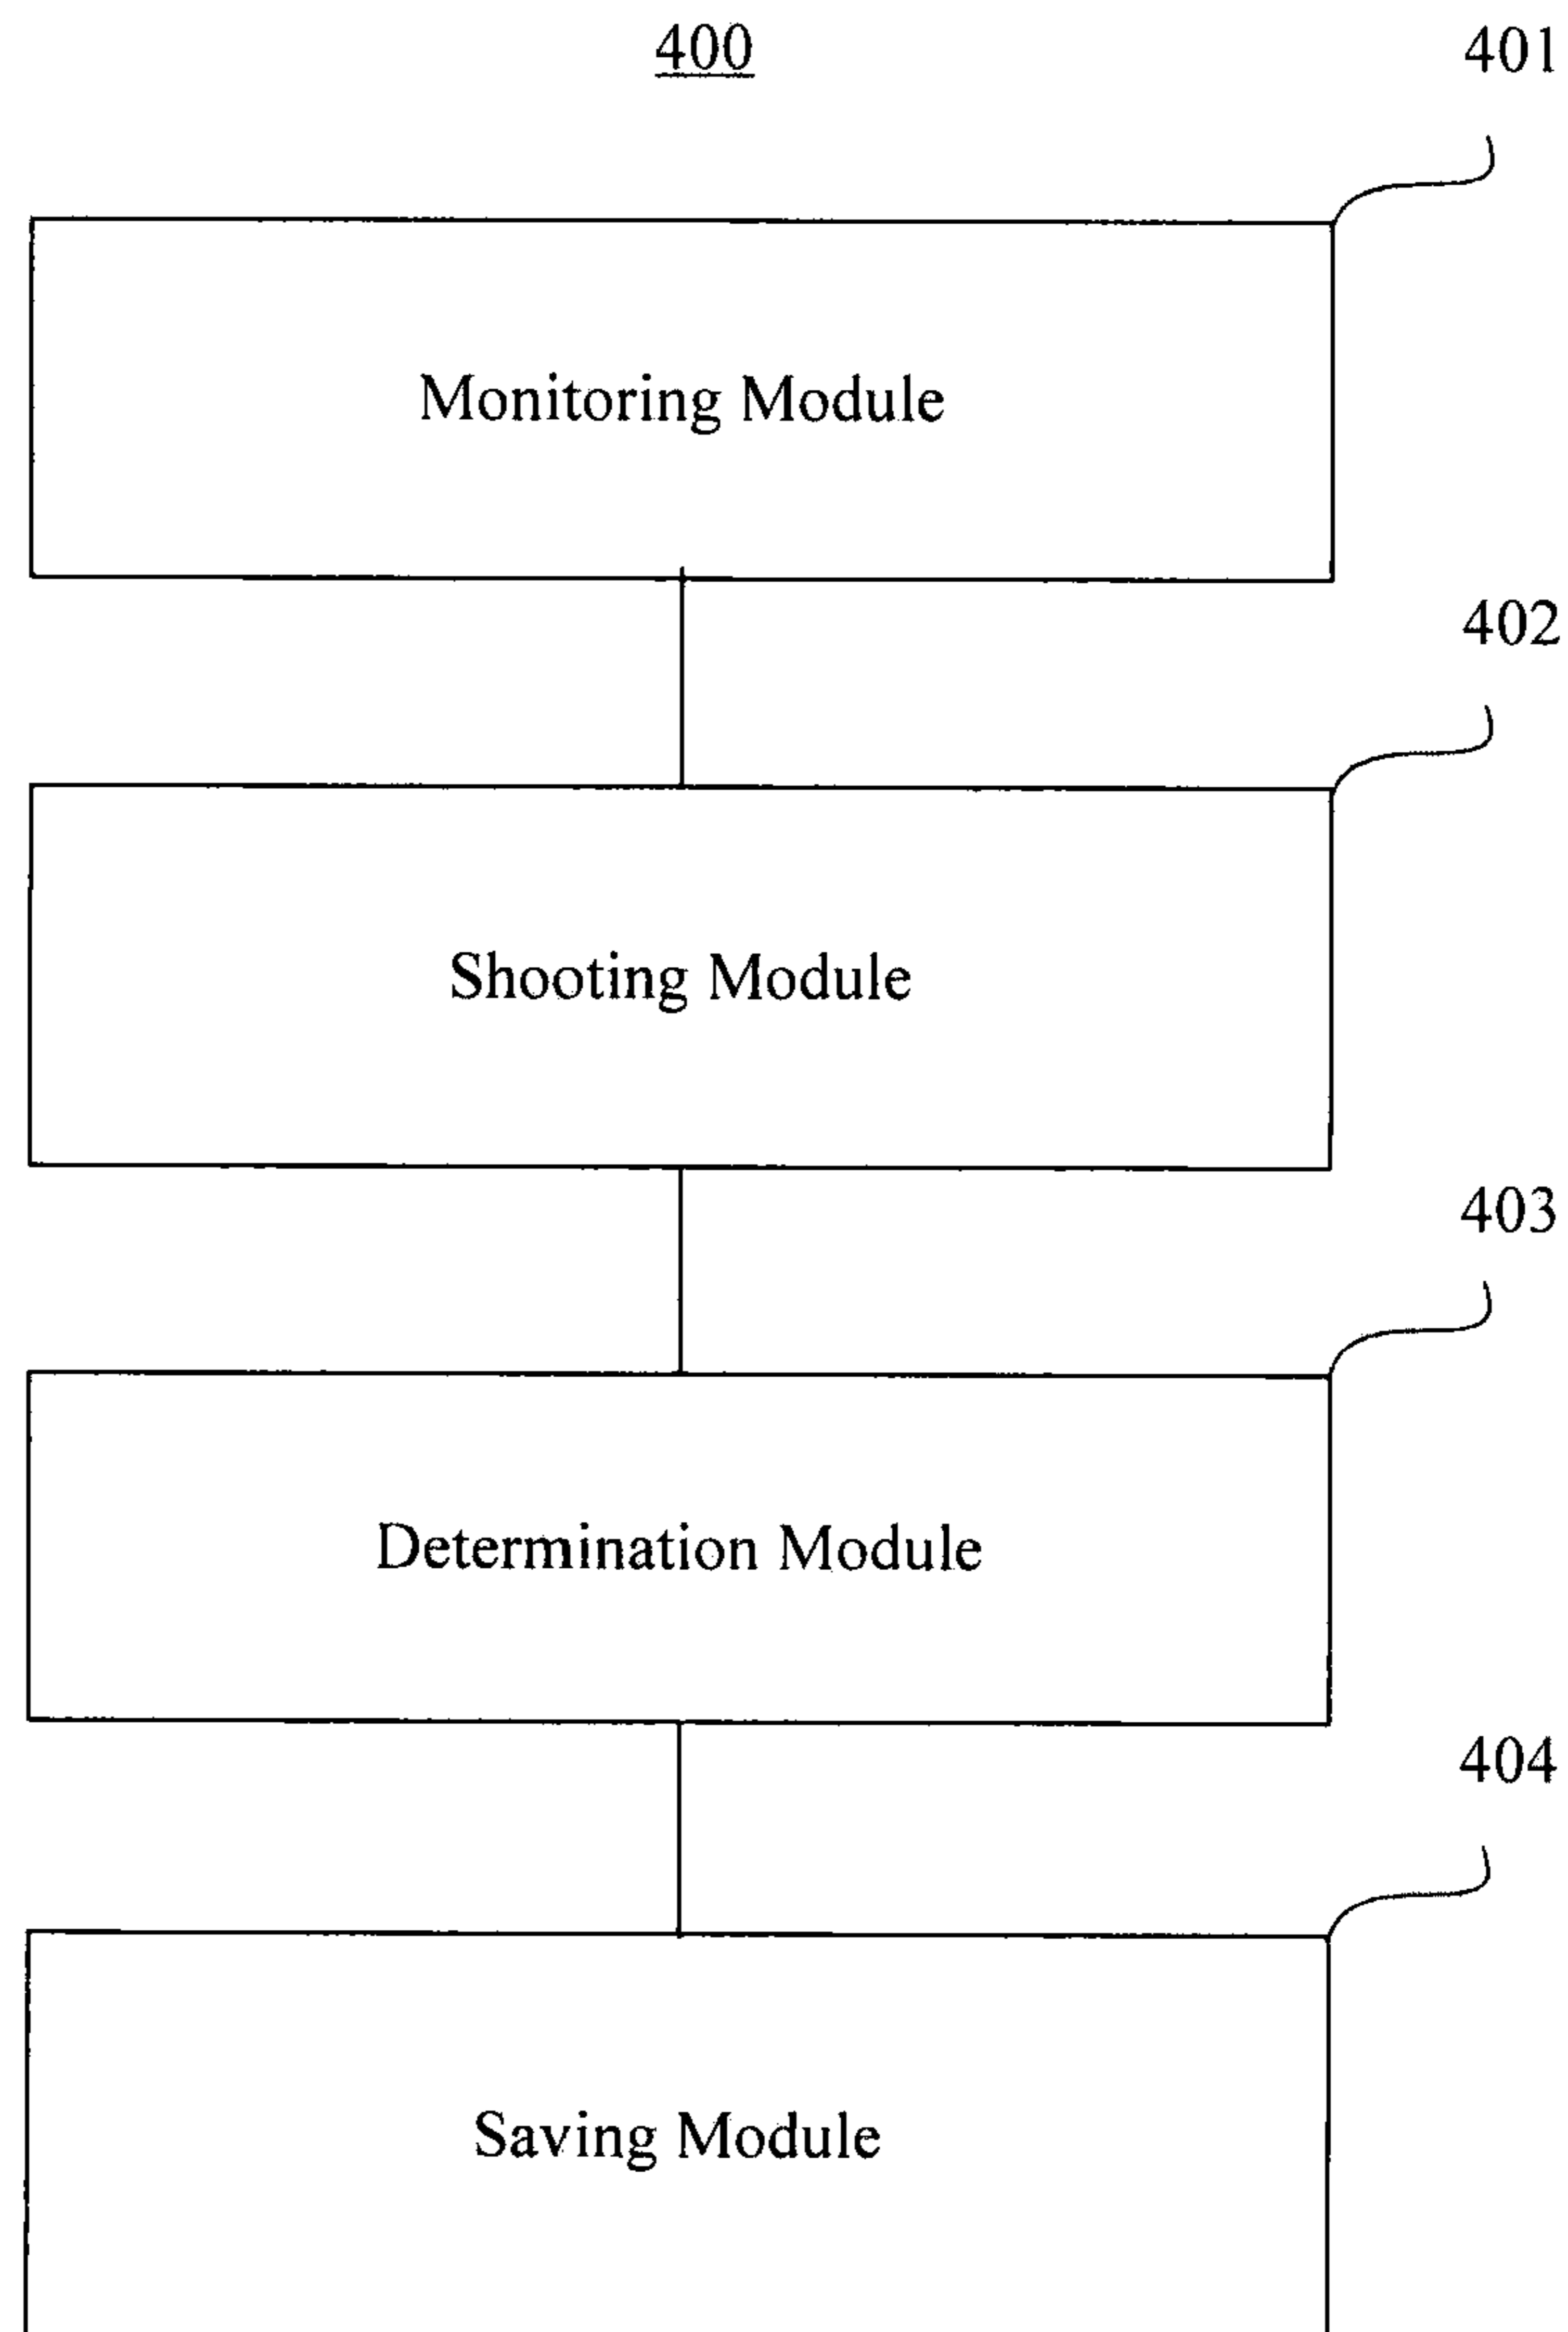 400
401
Monitoring Module
402
Shooting Module
403
Determination Module
404
Saving Module